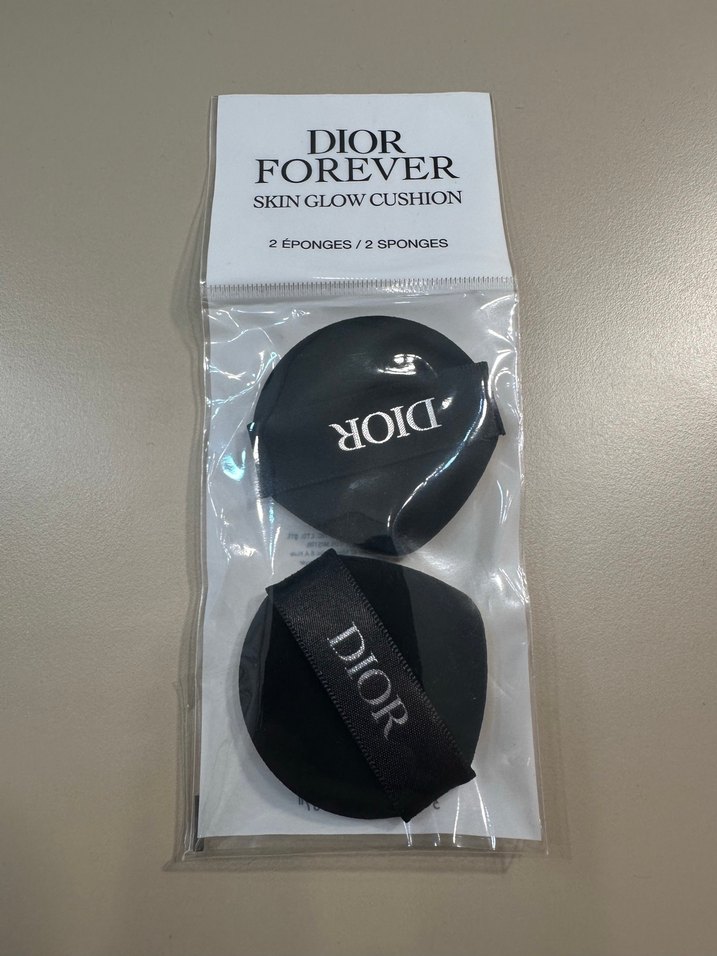 DIOR
FOREVER
SKIN GLOW CUSHION
2 ÉPONGES / 2 SPONGES
DIOR
DIOR